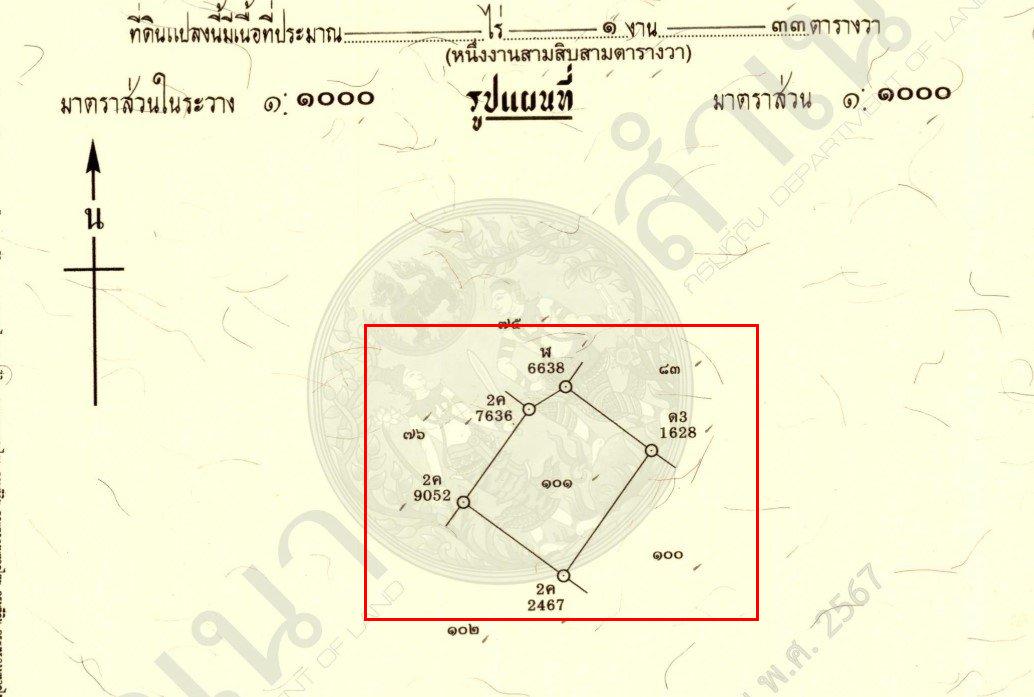 ที่ดินแปลงนี้มีเนื้อที่ประมาณ ไร่ ๑ งาน ๓๓ ตารางวา
(หนึ่งงานสามสิบสามตารางวา)
มาตราส่วนในระวาง ๑: ๑๐๐๐ รูปแผนที่ มาตราส่วน ๑: ๑๐๐๐
น
สำเนา
กรมที่ดิน DEPARTMENT OF LAND
๗๕
ฬ
6638
๘๓
2ค
7636
ด3
1628
๗๖
2ค
9052
๑๐๑
๑๐๐
2ค
2467
๑๐๒
พ.ศ. 2567